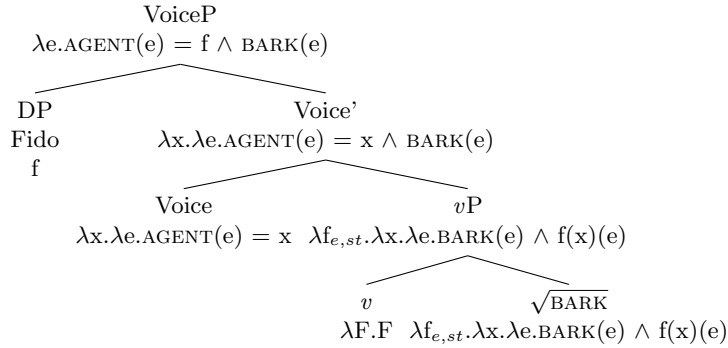 VoiceP
λe.AGENT(e) = f ∧ BARK(e)
DP
Fido
f
Voice’
λx.λe.AGENT(e) = x ∧ BARK(e)
Voice
λx.λe.AGENT(e) = x
vP
λf_{e,st}.λx.λe.BARK(e) ∧ f(x)(e)
v
λF.F
√BARK
λf_{e,st}.λx.λe.BARK(e) ∧ f(x)(e)